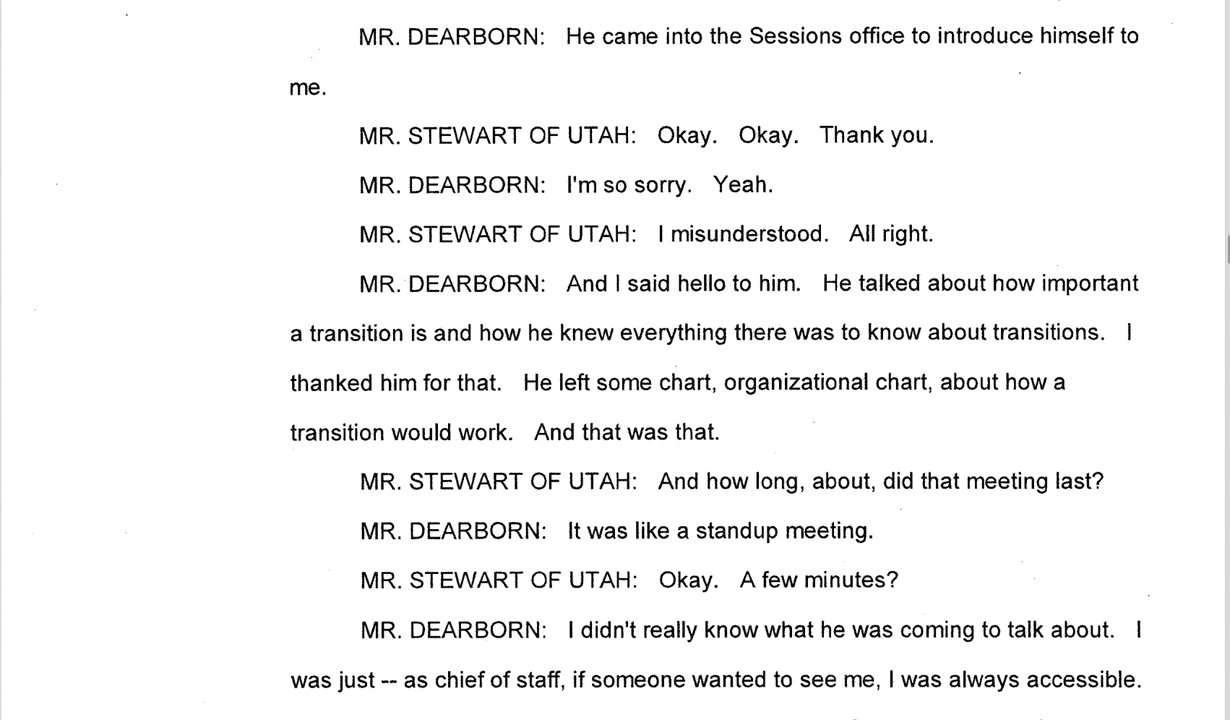 MR. DEARBORN: He came into the Sessions office to introduce himself to
me.
MR. STEWART OF UTAH: Okay. Okay. Thank you.
MR. DEARBORN: I'm so sorry. Yeah.
MR. STEWART OF UTAH: I misunderstood. All right.
MR. DEARBORN: And I said hello to him. He talked about how important
a transition is and how he knew everything there was to know about transitions. I
thanked him for that. He left some chart, organizational chart, about how a
transition would work. And that was that.
MR. STEWART OF UTAH: And how long, about, did that meeting last?
MR. DEARBORN: It was like a standup meeting.
MR. STEWART OF UTAH: Okay. A few minutes?
MR. DEARBORN: I didn't really know what he was coming to talk about. I
was just -- as chief of staff, if someone wanted to see me, I was always accessible.